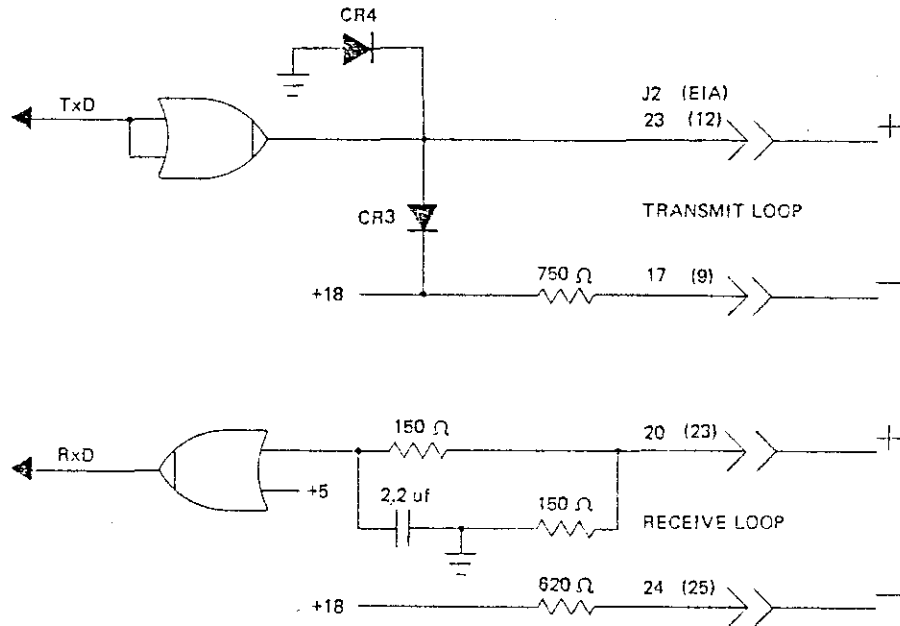 CR4
J2 (EIA)
TxD
23 (12)
+
CR3
TRANSMIT LOOP
750 Ω
17 (9)
−
+18
150 Ω
20 (23)
+
RxD
+5
2.2 uf
150 Ω
RECEIVE LOOP
620 Ω
24 (25)
−
+18